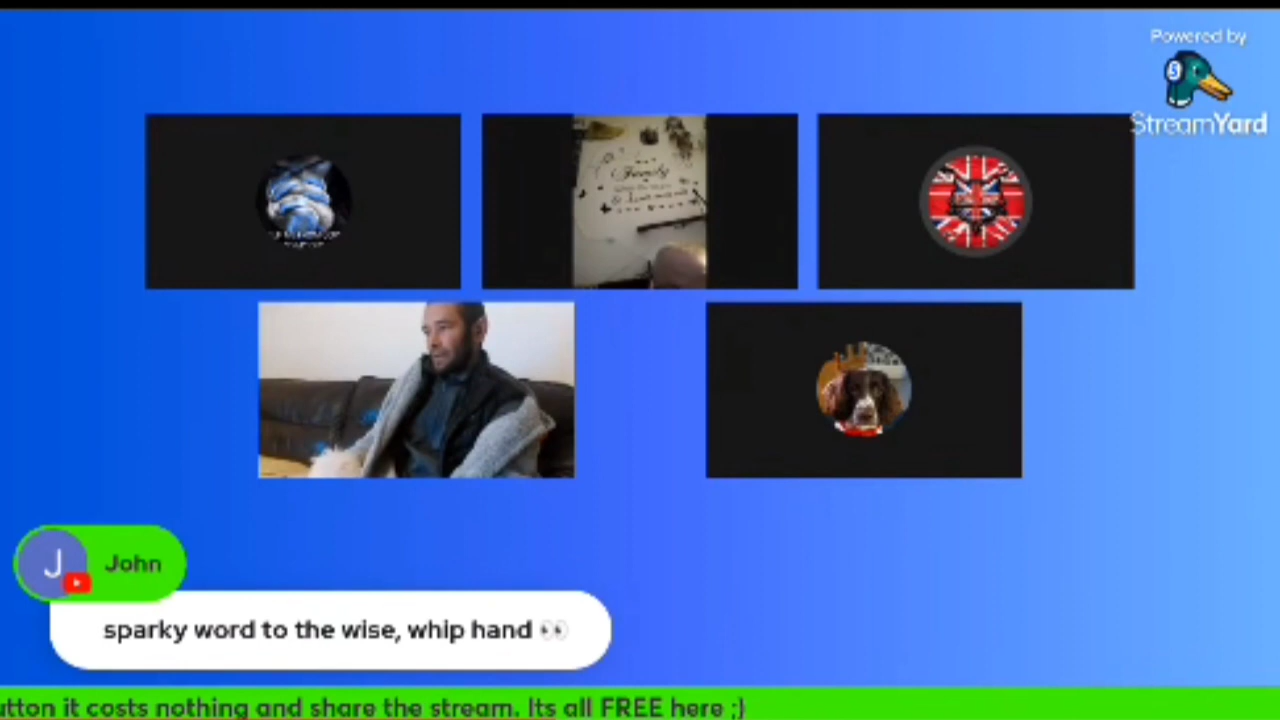 Powered by
StreamYard
Family
John
J
sparky word to the wise, whip hand 👀
utton it costs nothing and share the stream. Its all FREE here ;)